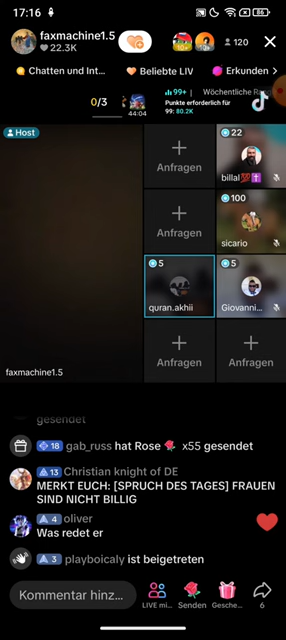 17:16
86
faxmachine1.5
22.3K
10+
120
Chatten und Int...
Beliebte LIV
Erkunden
0/3
44:04
99+ | Wöchentliche Ra
Punkte erforderlich für
99: 80.2K
Host
Anfragen
22
billal💯✝️
Anfragen
100
sicario
5
quran.akhii
5
Giovanni...
faxmachine1.5
Anfragen
Anfragen
gesendet
18 gab_russ hat Rose 🌹 x55 gesendet
13 Christian knight of DE
MERKT EUCH: [SPRUCH DES TAGES] FRAUEN
SIND NICHT BILLIG
4 oliver
Was redet er
3 playboicaly ist beigetreten
Kommentar hinz...
LIVE mi...
Senden
Gesche...
6